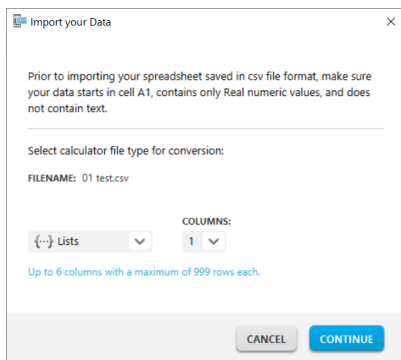 Import your Data
Prior to importing your spreadsheet saved in csv file format, make sure
your data starts in cell A1, contains only Real numeric values, and does
not contain text.
Select calculator file type for conversion:
FILENAME: 01 test.csv
COLUMNS:
{···} Lists 1
Up to 6 columns with a maximum of 999 rows each.
CANCEL CONTINUE